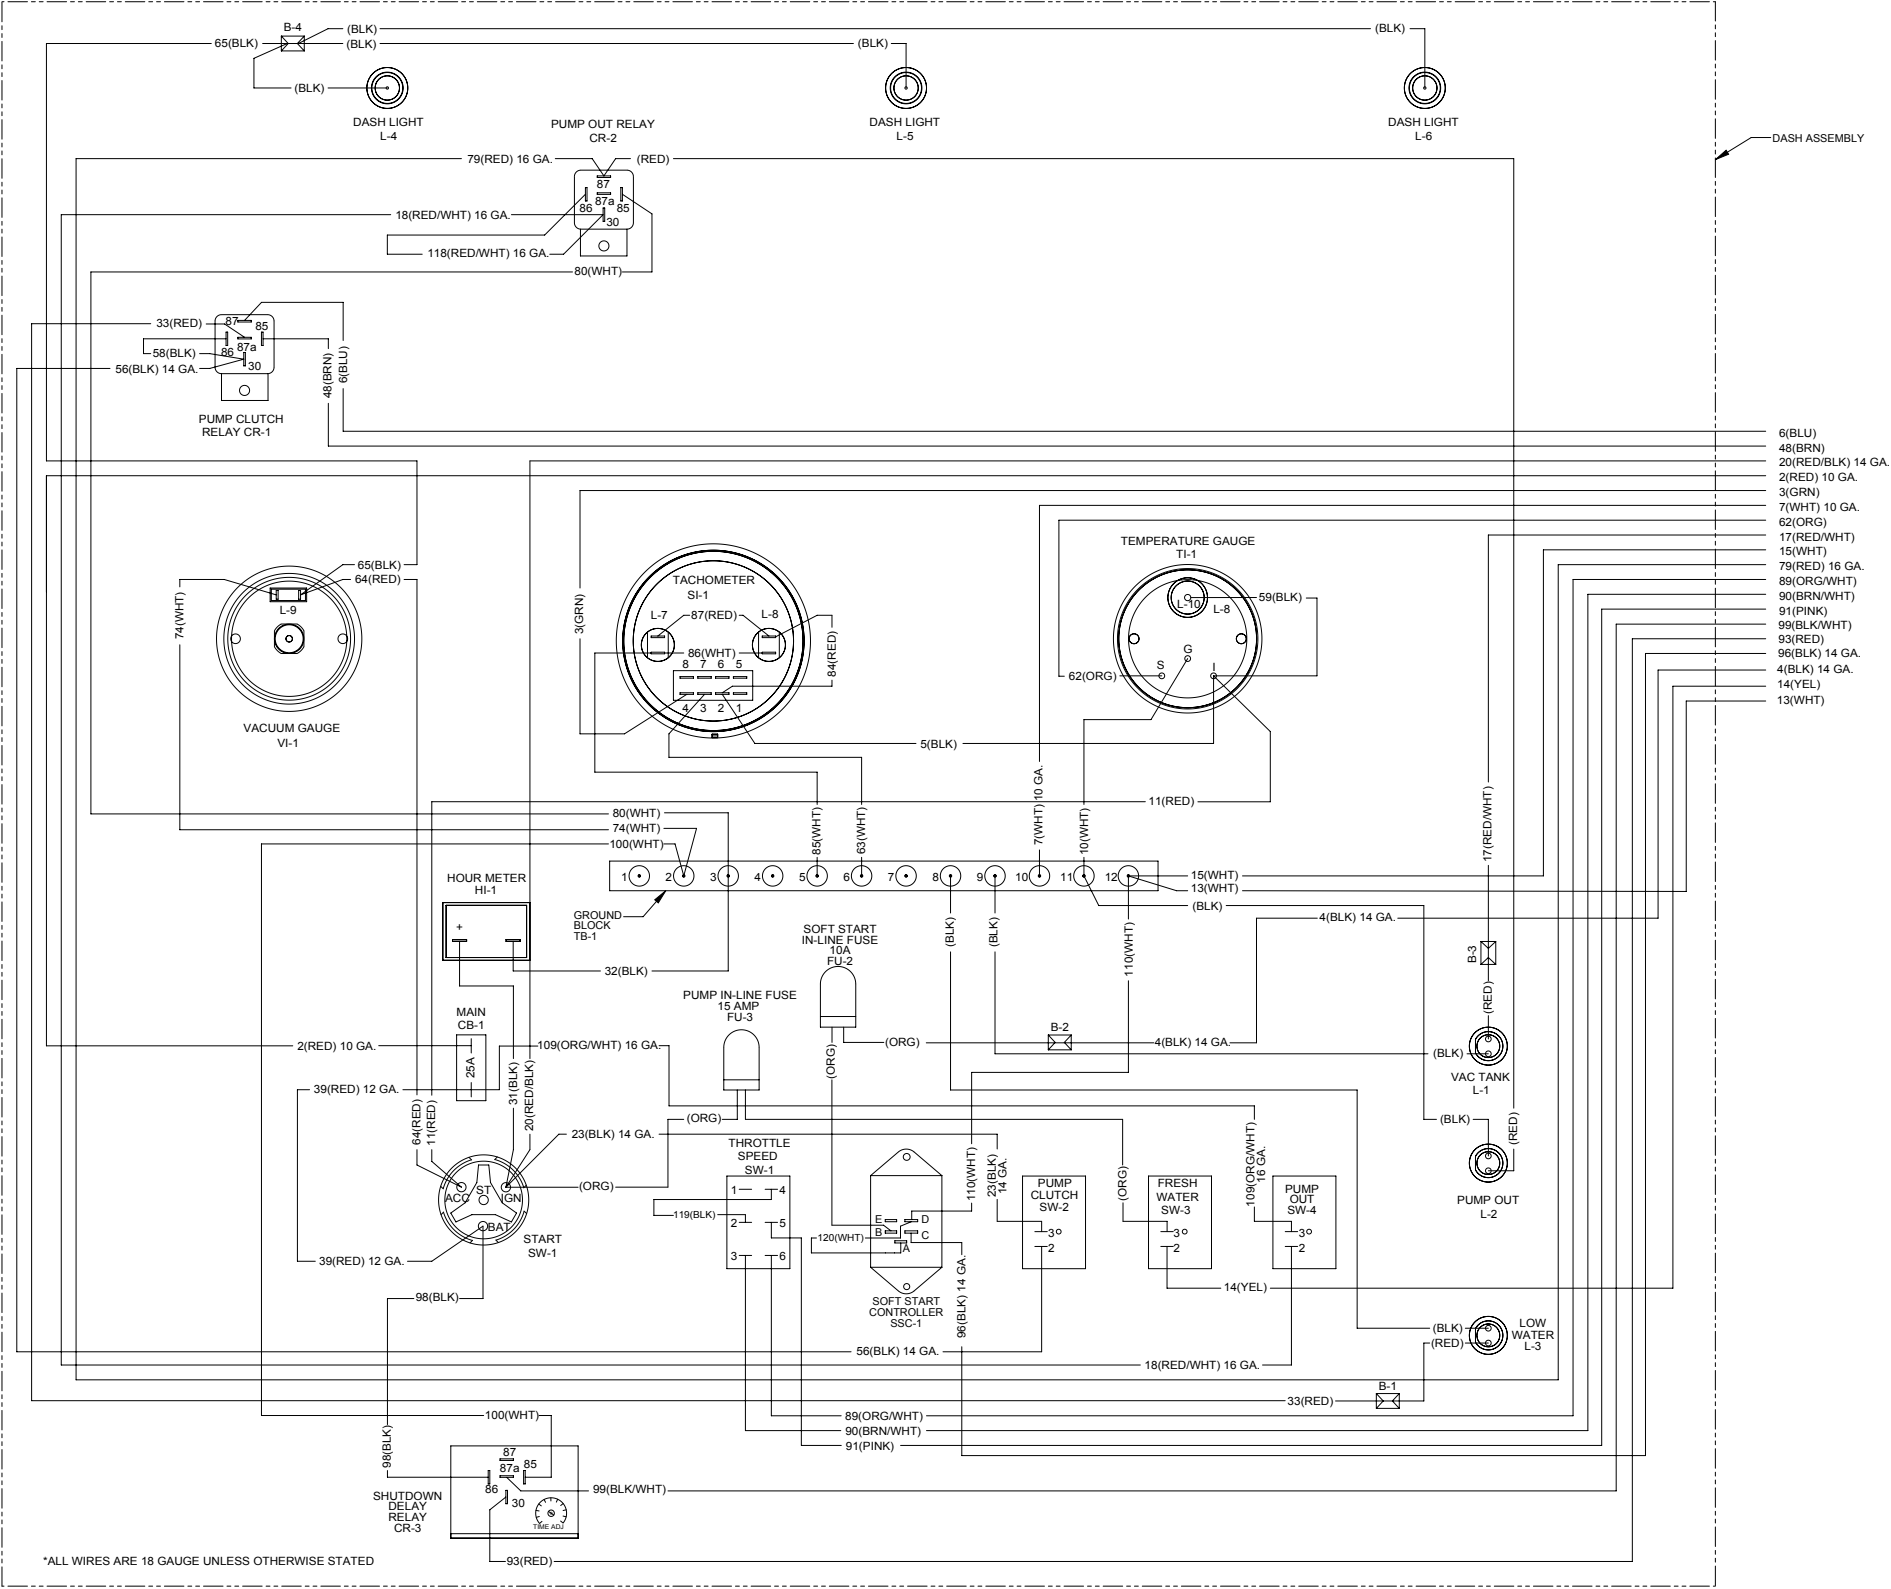 B-4
65(BLK)
(BLK)
(BLK)
(BLK)
(BLK)
(BLK)
DASH LIGHT
L-4
DASH LIGHT
L-5
DASH LIGHT
L-6
DASH ASSEMBLY
PUMP OUT RELAY
CR-2
79(RED) 16 GA.
(RED)
87
87a
86
85
30
18(RED/WHT) 16 GA.
118(RED/WHT) 16 GA.
80(WHT)
33(RED)
87
85
86
87a
30
58(BLK)
56(BLK) 14 GA.
48(BRN)
6(BLU)
PUMP CLUTCH
RELAY CR-1
6(BLU)
48(BRN)
20(RED/BLK) 14 GA.
2(RED) 10 GA.
3(GRN)
7(WHT) 10 GA.
62(ORG)
17(RED/WHT)
15(WHT)
79(RED) 16 GA.
89(ORG/WHT)
90(BRN/WHT)
91(PINK)
99(BLK/WHT)
93(RED)
96(BLK) 14 GA.
4(BLK) 14 GA.
14(YEL)
13(WHT)
65(BLK)
64(RED)
74(WHT)
L-9
VACUUM GAUGE
VI-1
TACHOMETER
SI-1
L-7
87(RED)
L-8
86(WHT)
8 7 6 5
4 3 2 1
3(GRN)
84(RED)
5(BLK)
TEMPERATURE GAUGE
TI-1
L-10
L-8
59(BLK)
G
S
I
62(ORG)
11(RED)
80(WHT)
74(WHT)
100(WHT)
85(WHT)
63(WHT)
7(WHT) 10 GA.
10(WHT)
17(RED/WHT)
1
2
3
4
5
6
7
8
9
10
11
12
15(WHT)
13(WHT)
(BLK)
4(BLK) 14 GA.
GROUND
BLOCK
TB-1
HOUR METER
HI-1
+
32(BLK)
SOFT START
IN-LINE FUSE
10A
FU-2
(BLK)
(BLK)
110(WHT)
B-3
(RED)
PUMP IN-LINE FUSE
15 AMP
FU-3
MAIN
CB-1
25A
2(RED) 10 GA.
109(ORG/WHT) 16 GA.
39(RED) 12 GA.
31(BLK)
20(RED/BLK)
64(RED)
11(RED)
(ORG)
(ORG)
B-2
4(BLK) 14 GA.
(BLK)
VAC TANK
L-1
(BLK)
(RED)
PUMP OUT
L-2
(ORG)
23(BLK) 14 GA.
(ORG)
ACC
ST
IGN
BAT
START
SW-1
39(RED) 12 GA.
THROTTLE
SPEED
SW-1
1
4
2
5
3
6
119(BLK)
E
D
B
C
A
120(WHT)
110(WHT)
SOFT START
CONTROLLER
SSC-1
96(BLK) 14 GA.
23(BLK)
14 GA.
PUMP
CLUTCH
SW-2
3
2
(ORG)
FRESH
WATER
SW-3
3
2
109(ORG/WHT)
16 GA.
PUMP
OUT
SW-4
3
2
14(YEL)
98(BLK)
56(BLK) 14 GA.
18(RED/WHT) 16 GA.
(BLK)
(RED)
LOW
WATER
L-3
B-1
33(RED)
100(WHT)
89(ORG/WHT)
90(BRN/WHT)
91(PINK)
98(BLK)
87
87a
85
86
30
TIME ADJ
99(BLK/WHT)
SHUTDOWN
DELAY
RELAY
CR-3
93(RED)
*ALL WIRES ARE 18 GAUGE UNLESS OTHERWISE STATED